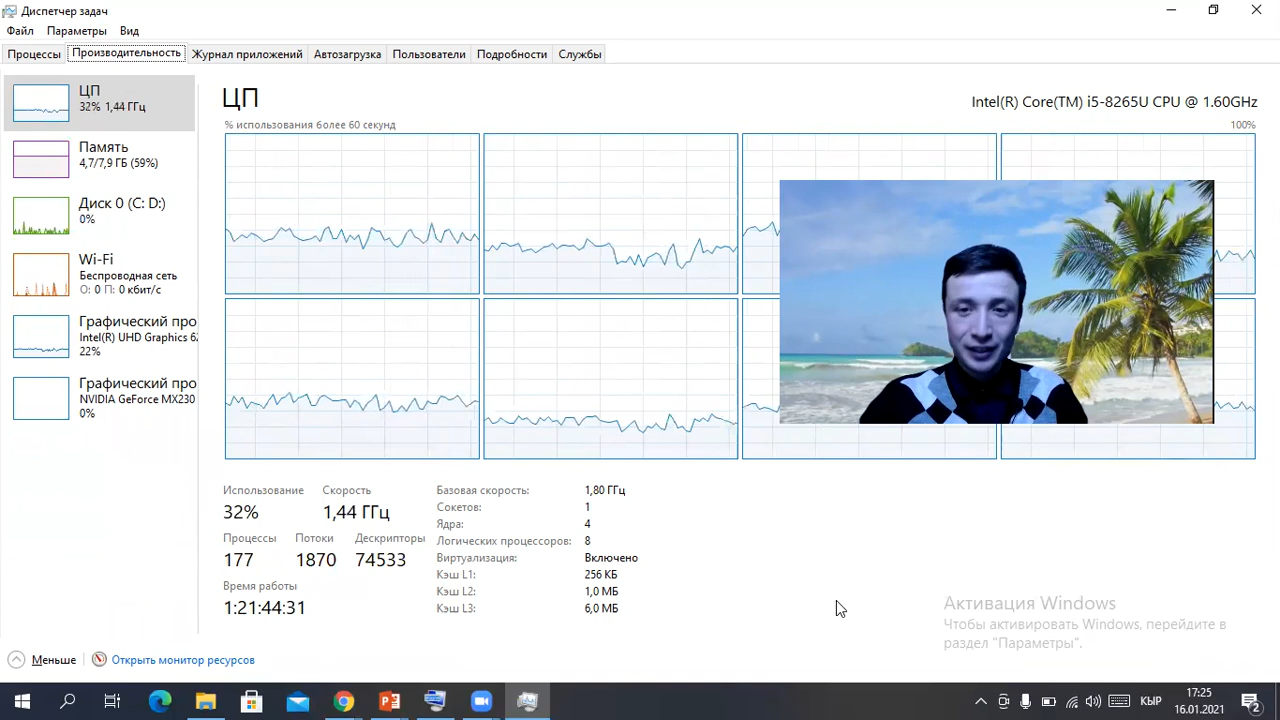 Диспетчер задач
Файл Параметры Вид
Процессы Производительность Журнал приложений Автозагрузка Пользователи Подробности Службы
ЦП
32% 1,44 ГГц
Память
4,7/7,9 ГБ (59%)
Диск 0 (C: D:)
0%
Wi-Fi
Беспроводная сеть
О: 0 П: 0 кбит/с
Графический про
Intel(R) UHD Graphics 62
22%
Графический про
NVIDIA GeForce MX230
0%
ЦП
Intel(R) Core(TM) i5-8265U CPU @ 1.60GHz
% использования более 60 секунд
100%
Использование Скорость
32% 1,44 ГГц
Процессы Потоки Дескрипторы
177 1870 74533
Время работы
1:21:44:31
Базовая скорость: 1,80 ГГц
Сокетов: 1
Ядра: 4
Логических процессоров: 8
Виртуализация: Включено
Кэш L1: 256 КБ
Кэш L2: 1,0 МБ
Кэш L3: 6,0 МБ
Активация Windows
Чтобы активировать Windows, перейдите в
раздел "Параметры".
Меньше Открыть монитор ресурсов
КЫР
17:25
16.01.2021
2